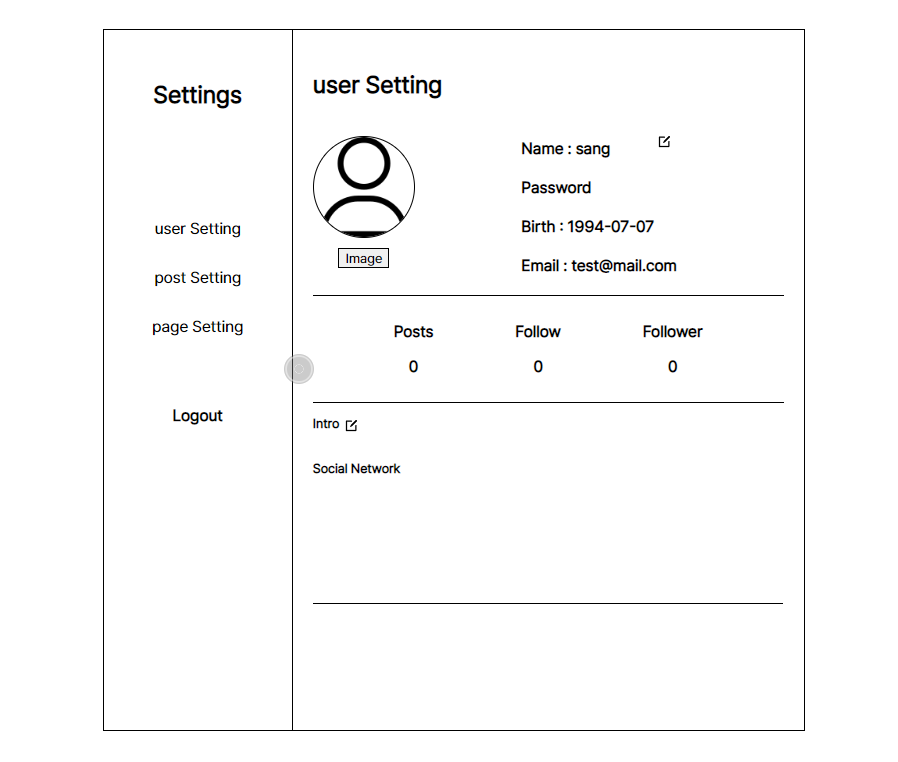 Settings
user Setting
post Setting
page Setting
Logout
user Setting
Image
Name : sang
Password
Birth : 1994-07-07
Email : test@mail.com
Posts Follow Follower
0 0 0
Intro
Social Network